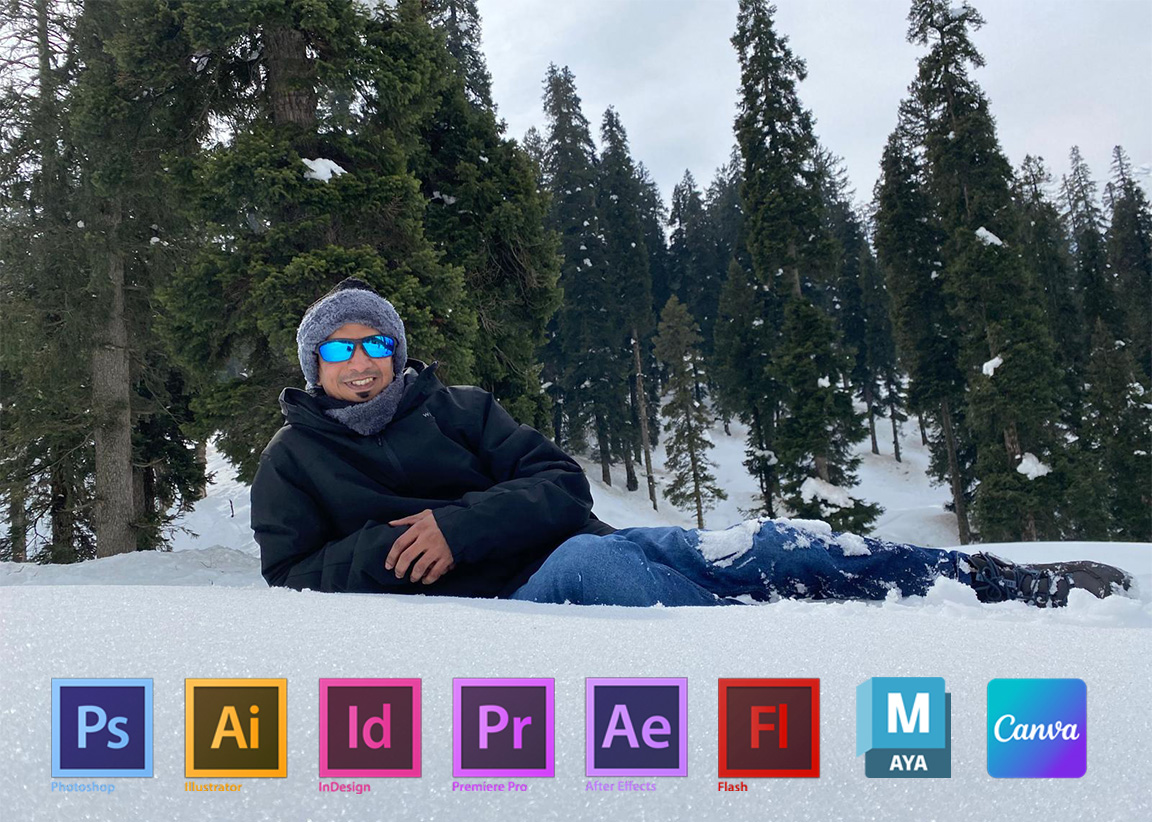 Ps
Ai
Id
Pr
Ae
Fl
M
AYA
Canva
Photoshop
Illustrator
InDesign
Premiere Pro
After Effects
Flash